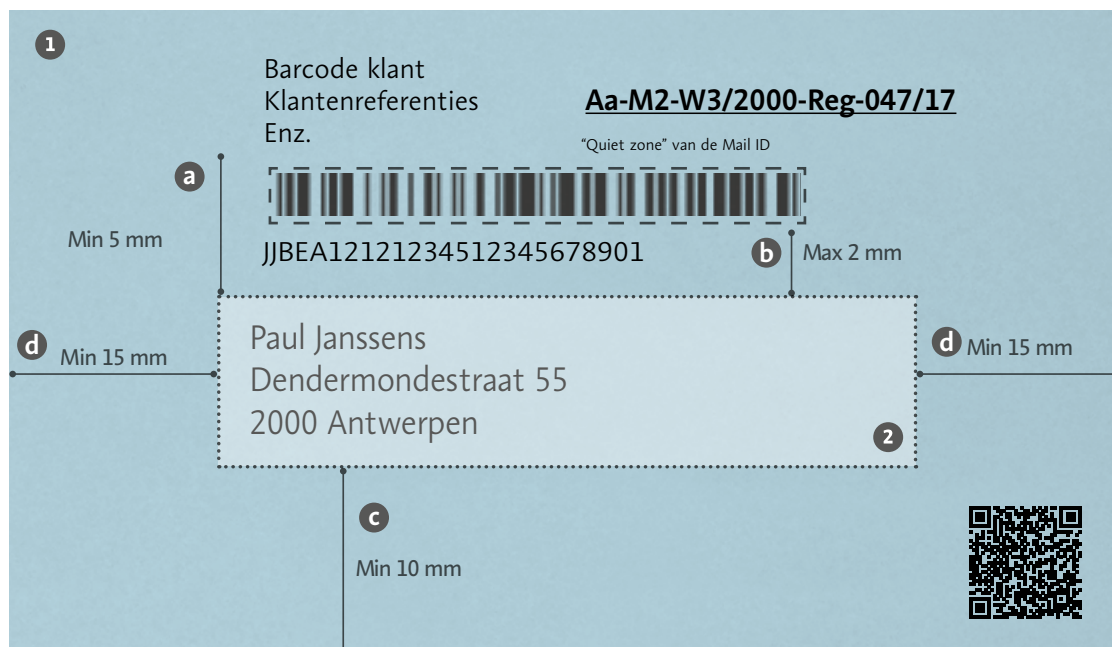 1
Barcode klant
Klantenreferenties
Enz.
Aa-M2-W3/2000-Reg-047/17
“Quiet zone” van de Mail ID
a
Min 5 mm
JJBEA12121234512345678901
b Max 2 mm
d Min 15 mm
d Min 15 mm
Paul Janssens
Dendermondestraat 55
2000 Antwerpen
2
c
Min 10 mm